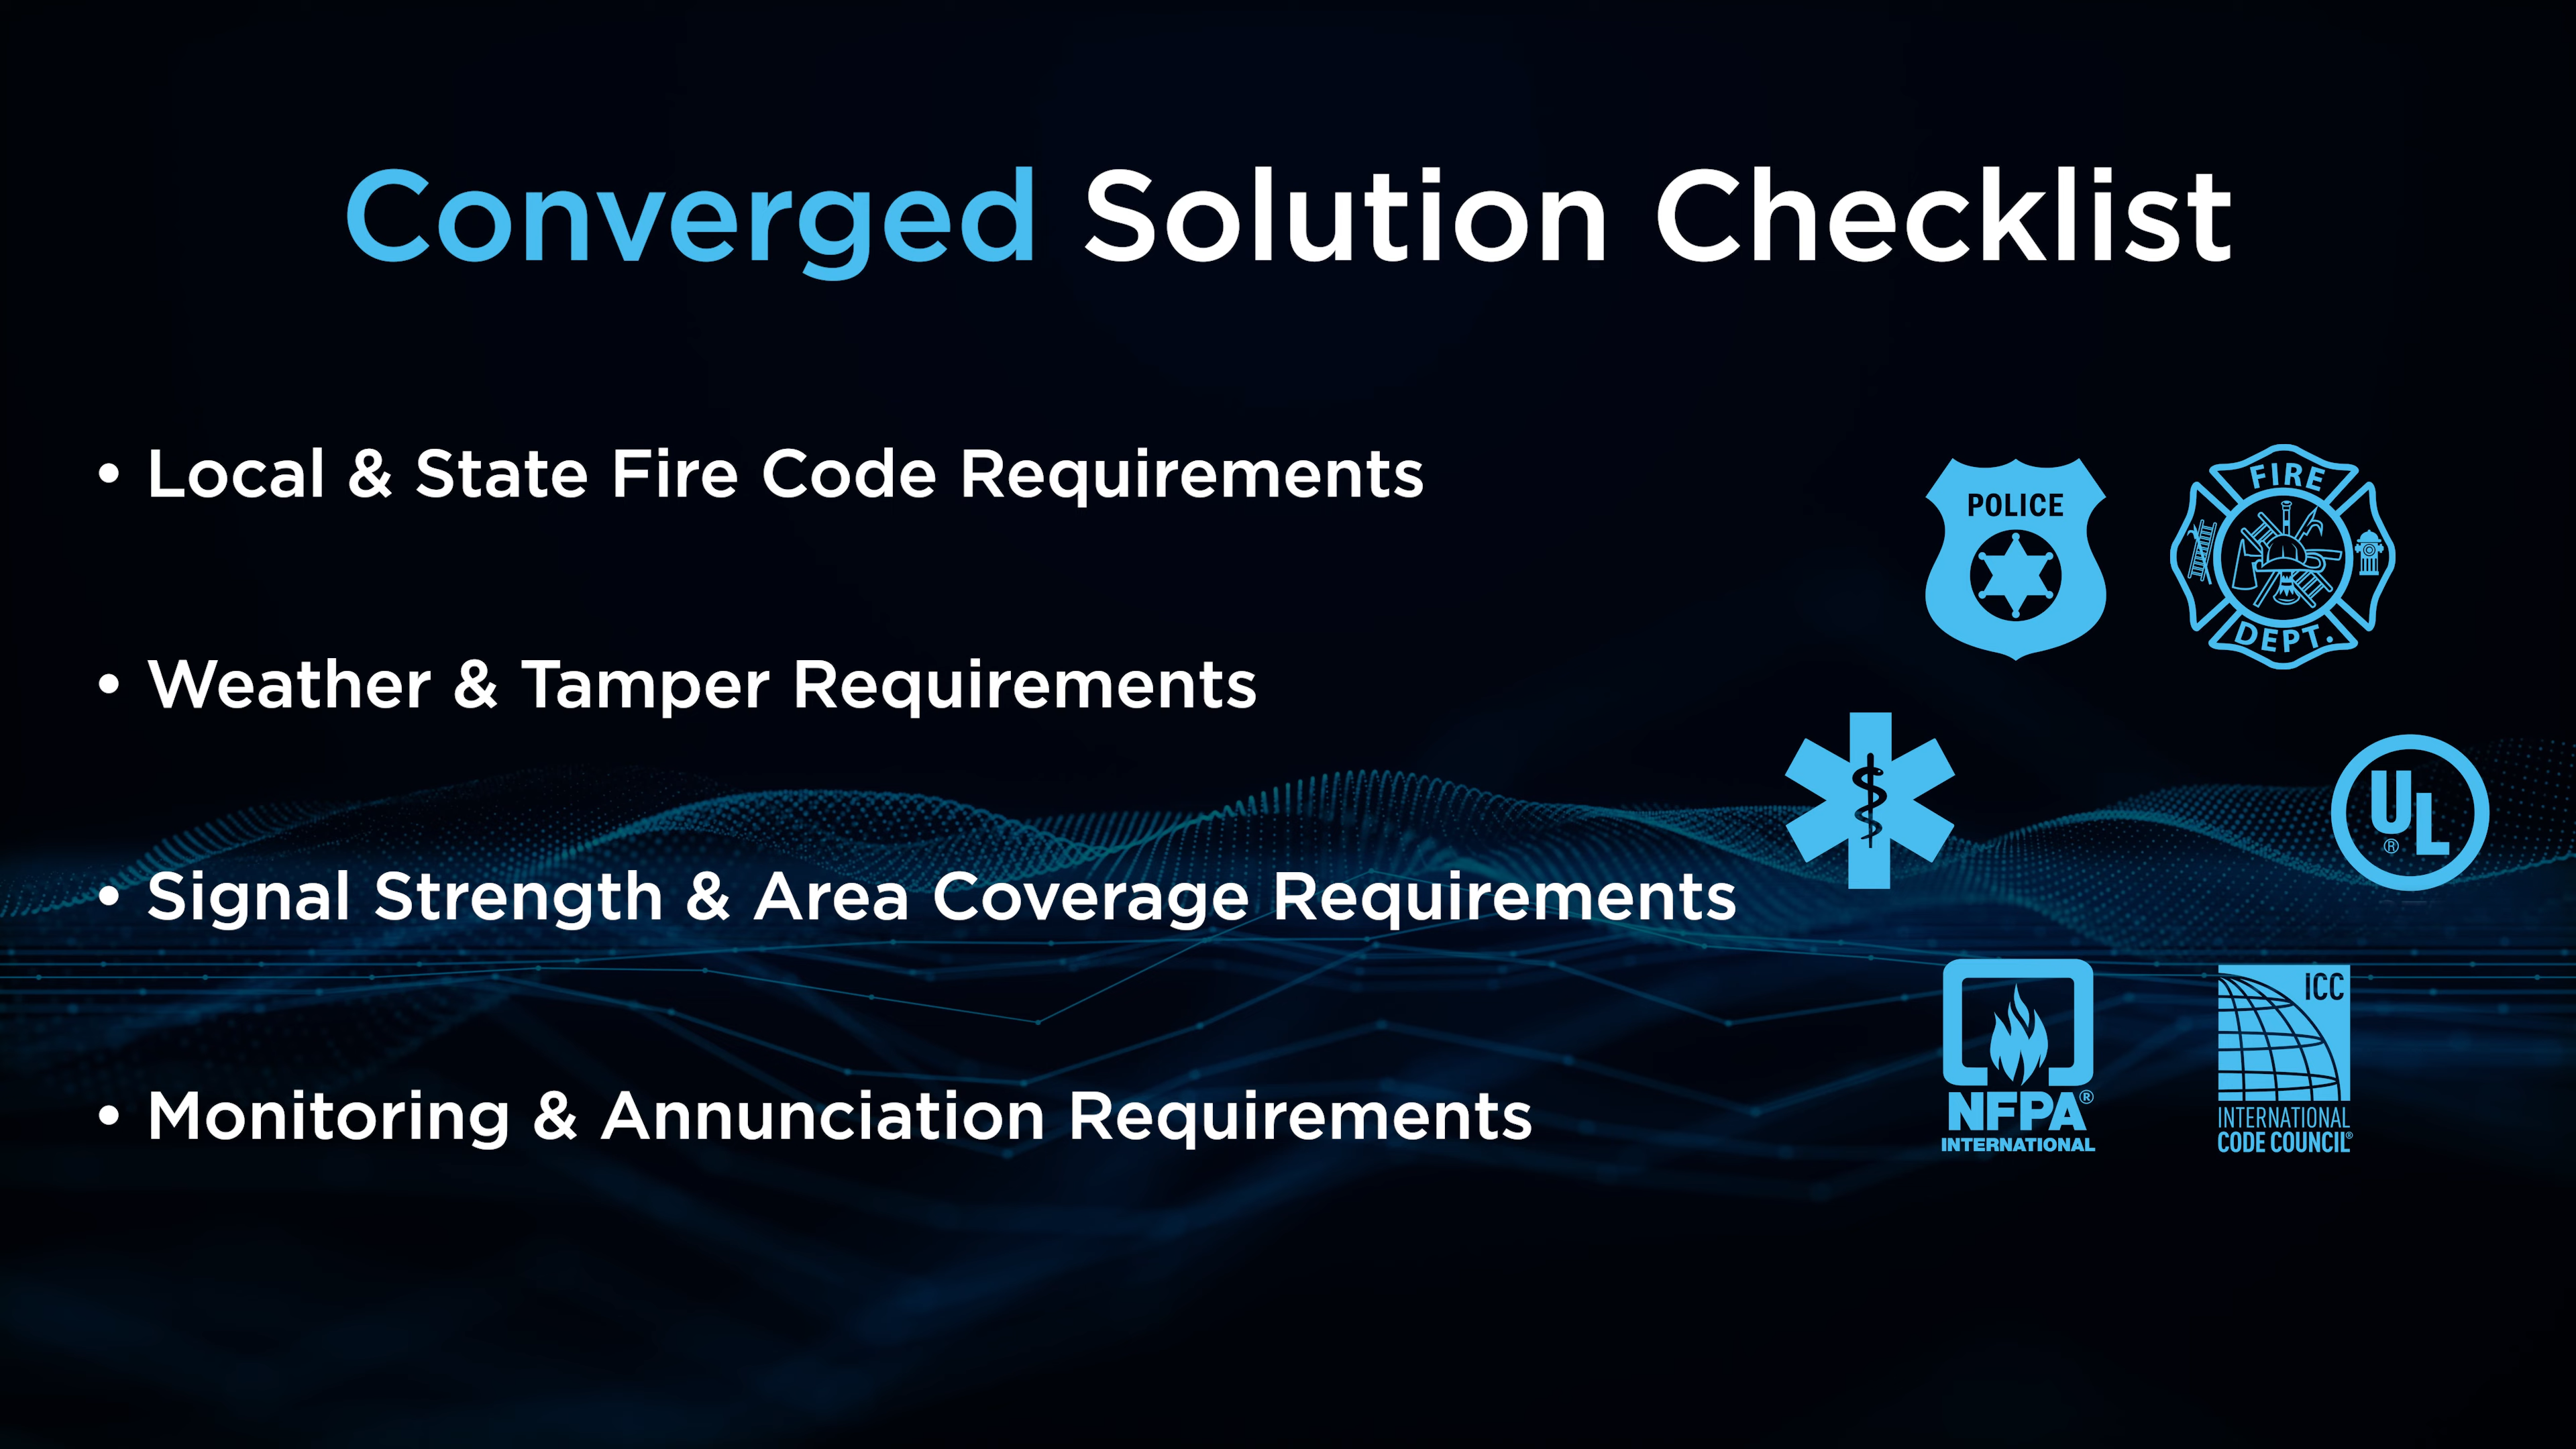 Converged Solution Checklist
• Local & State Fire Code Requirements
• Weather & Tamper Requirements
• Signal Strength & Area Coverage Requirements
• Monitoring & Annunciation Requirements
POLICE
FIRE
DEPT.
UL
®
NFPA®
INTERNATIONAL
ICC
INTERNATIONAL
CODE COUNCIL®